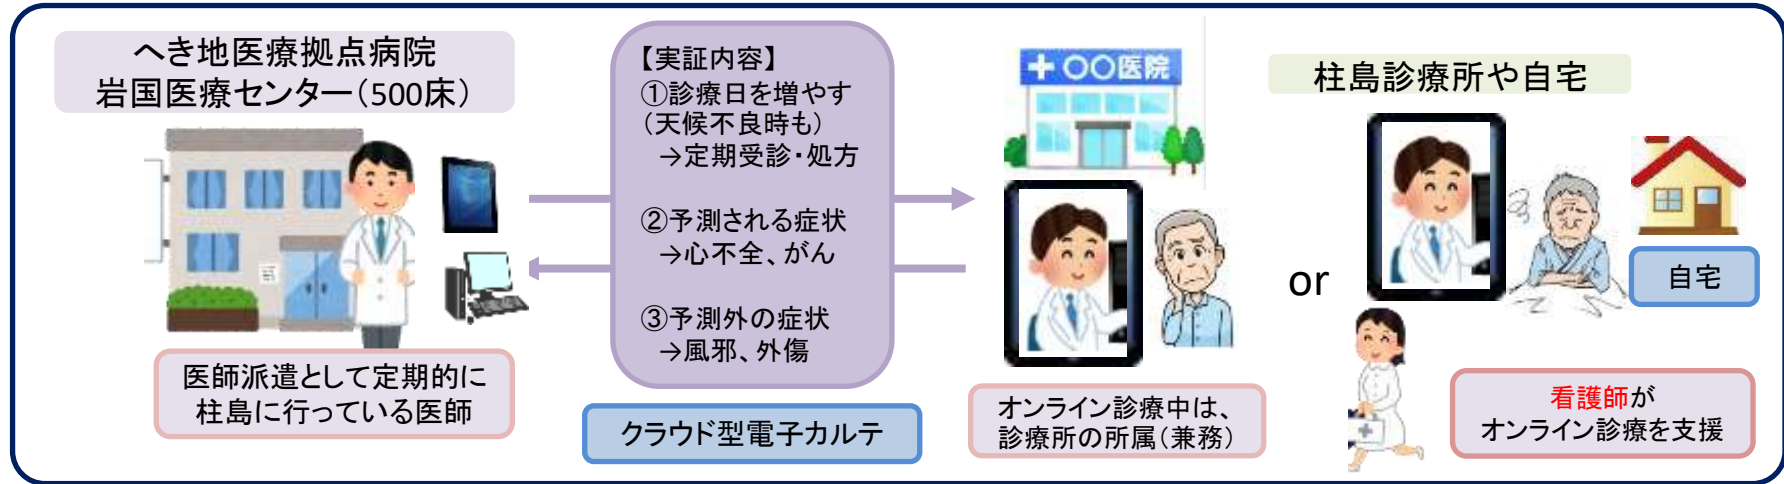 へき地医療拠点病院
岩国医療センター(500床)
医師派遣として定期的に
柱島に行っている医師
【実証内容】
①診療日を増やす
(天候不良時も)
→定期受診・処方
②予測される症状
→心不全、がん
③予測外の症状
→風邪、外傷
クラウド型電子カルテ
〇〇医院
オンライン診療中は、
診療所の所属(兼務)
or
柱島診療所や自宅
自宅
看護師が
オンライン診療を支援